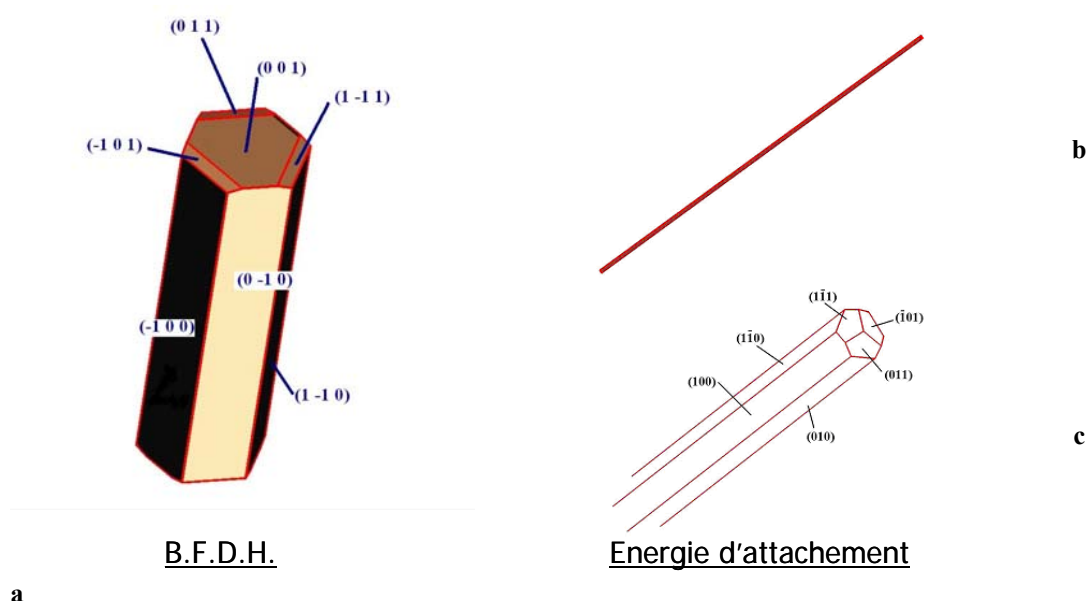 (0 1 1)
(0 0 1)
(1 -1 1)
(-1 0 1)
(0 -1 0)
(-1 0 0)
(1 -1 0)
b
(11̄1)
(1̄01)
(11̄0)
(011)
(100)
(010)
c
B.F.D.H.
Energie d'attachement
a